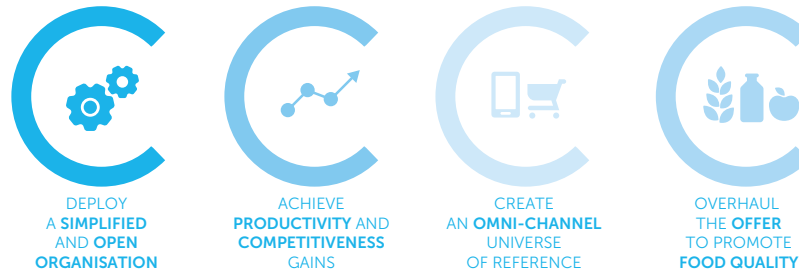 DEPLOY
A SIMPLIFIED
AND OPEN
ORGANISATION
ACHIEVE
PRODUCTIVITY AND
COMPETITIVENESS
GAINS
CREATE
AN OMNI-CHANNEL
UNIVERSE
OF REFERENCE
OVERHAUL
THE OFFER
TO PROMOTE
FOOD QUALITY